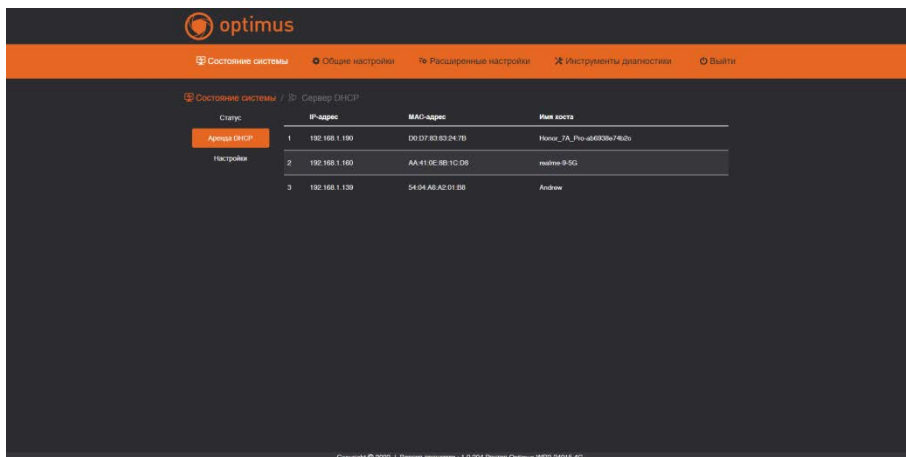 optimus
Состояние системы Общие настройки Расширенные настройки Инструменты диагностики Выйти
Состояние системы / Сервер DHCP
Статус
Аренда DHCP
Настройки
IP-адрес MAC-адрес Имя хоста
1 192.168.1.190 D0:D7:83:63:24:7B Honor_7A_Pro-ab6938e74b2c
2 192.168.1.160 AA:41:0E:8B:1C:D8 realme-9-5G
3 192.168.1.139 54:04:A6:A2:01:B8 Andrew
Copyright ©